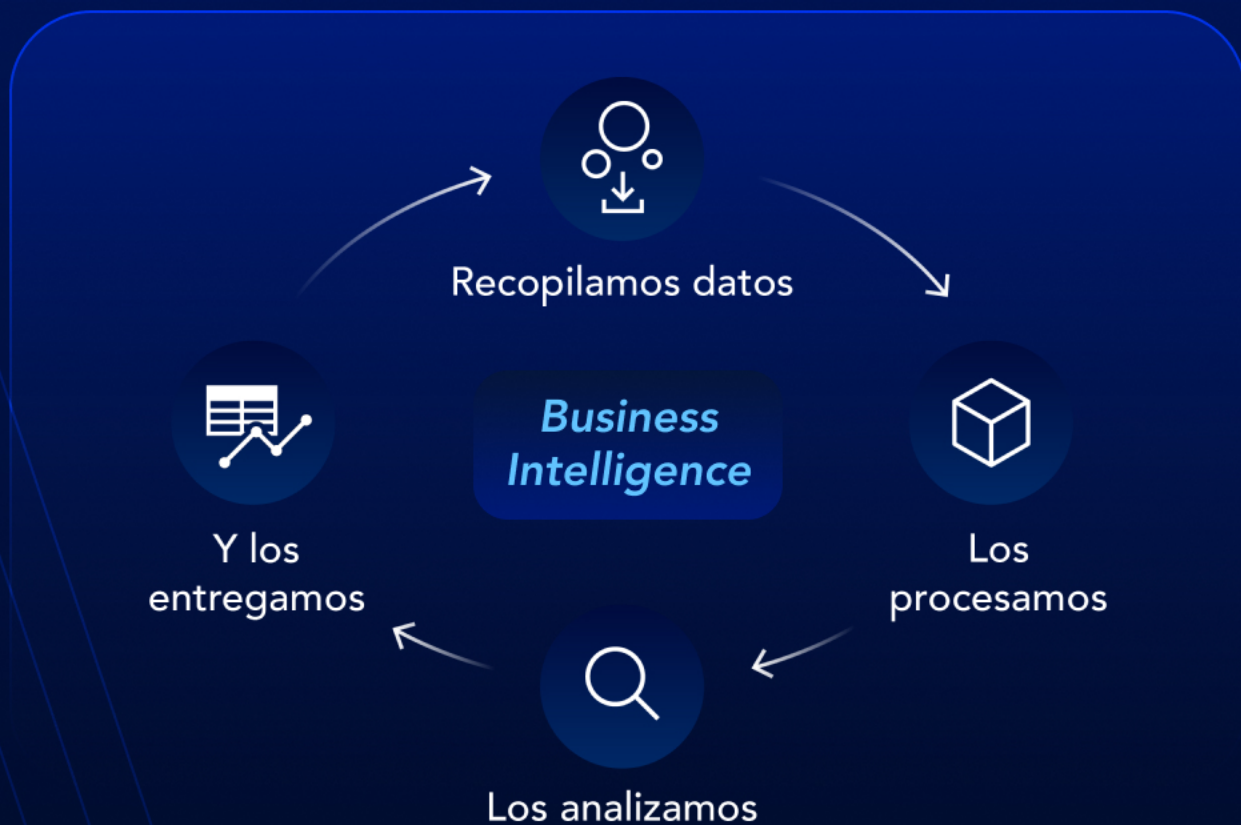 Recopilamos datos
Business
Intelligence
Y los
entregamos
Los
procesamos
Los analizamos